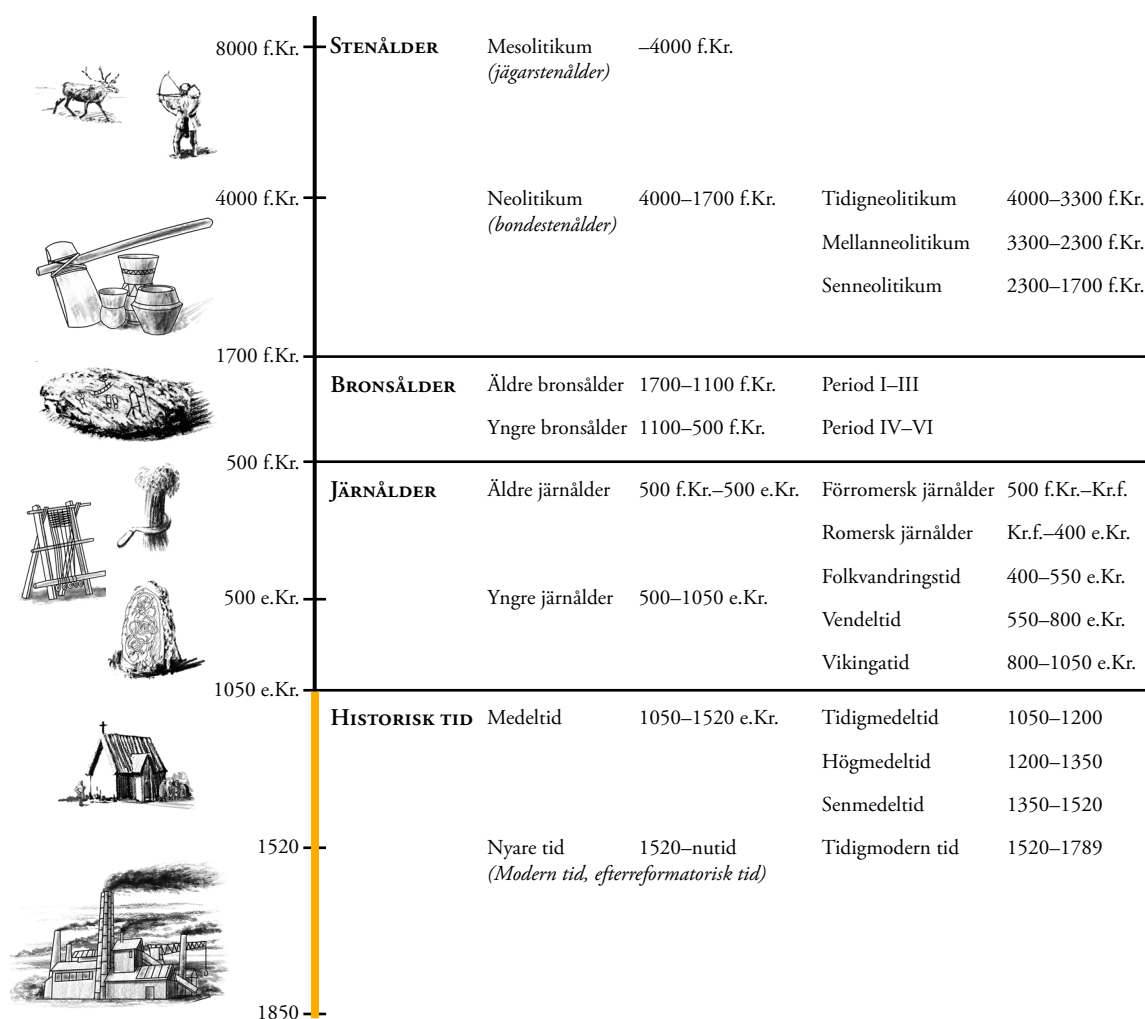 8000 f.Kr. STENÅLDER Mesolitikum –4000 f.Kr.
(jägarstenålder)
4000 f.Kr. Neolitikum 4000–1700 f.Kr. Tidigneolitikum 4000–3300 f.Kr.
(bondestenålder)
Mellanneolitikum 3300–2300 f.Kr.
Senneolitikum 2300–1700 f.Kr.
1700 f.Kr.
BRONSÅLDER Äldre bronsålder 1700–1100 f.Kr. Period I–III
Yngre bronsålder 1100–500 f.Kr. Period IV–VI
500 f.Kr.
JÄRNÅLDER Äldre järnålder 500 f.Kr.–500 e.Kr. Förromersk järnålder 500 f.Kr.–Kr.f.
Romersk järnålder Kr.f.–400 e.Kr.
Folkvandringstid 400–550 e.Kr.
500 e.Kr. Yngre järnålder 500–1050 e.Kr.
Vendeltid 550–800 e.Kr.
Vikingatid 800–1050 e.Kr.
1050 e.Kr.
HISTORISK TID Medeltid 1050–1520 e.Kr. Tidigmedeltid 1050–1200
Högmedeltid 1200–1350
Senmedeltid 1350–1520
1520 Nyare tid 1520–nutid Tidigmodern tid 1520–1789
(Modern tid, efterreformatorisk tid)
1850